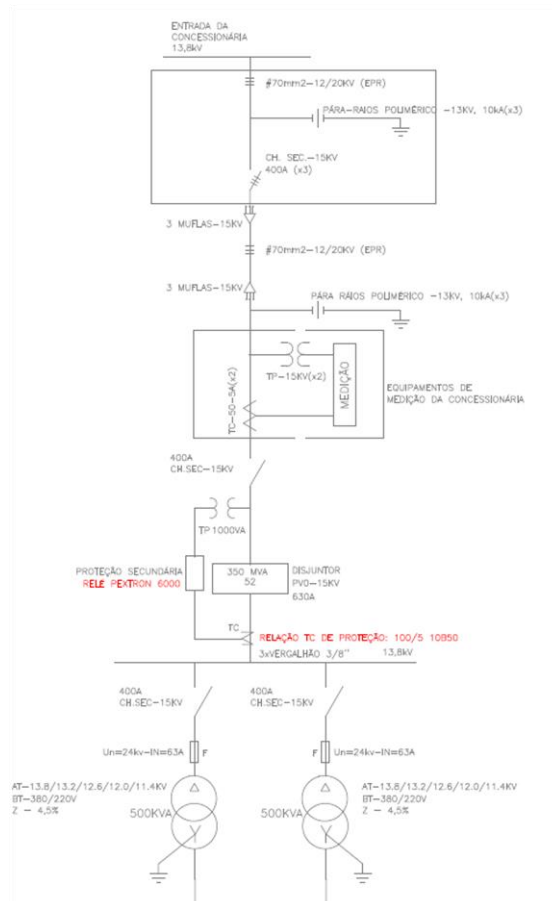 ENTRADA DA
CONCESSIONÁRIA
13,8kV
#70mm2-12/20KV (EPR)
PÁRA-RAIOS POLIMÉRICO -13KV, 10kA(x3)
CH. SEC.-15KV
400A (x3)
3 MUFLAS-15KV
#70mm2-12/20KV (EPR)
3 MUFLAS-15KV
PÁRA RAIOS POLIMÉRICO -13KV, 10kA(x3)
TP-15KV(x2)
MEDIÇÃO
TC-50-5A(x2)
EQUIPAMENTOS DE
MEDIÇÃO DA CONCESSIONÁRIA
400A
CH.SEC-15KV
TP 1000VA
PROTEÇÃO SECUNDÁRIA
RELÉ PEXTRON 6000
350 MVA
52
DISJUNTOR
PVO-15KV
630A
TC
RELAÇÃO TC DE PROTEÇÃO: 100/5 10B50
3xVERGALHÃO 3/8"
13,8kV
400A
CH.SEC-15KV
400A
CH.SEC-15KV
Un=24kv-IN=63A
F
F
Un=24kv-IN=63A
AT-13.8/13.2/12.6/12.0/11.4KV
BT-380/220V
Z - 4,5%
500KVA
Δ
Y
500KVA
Δ
Y
AT-13.8/13.2/12.6/12.0/11.4KV
BT-380/220V
Z - 4,5%